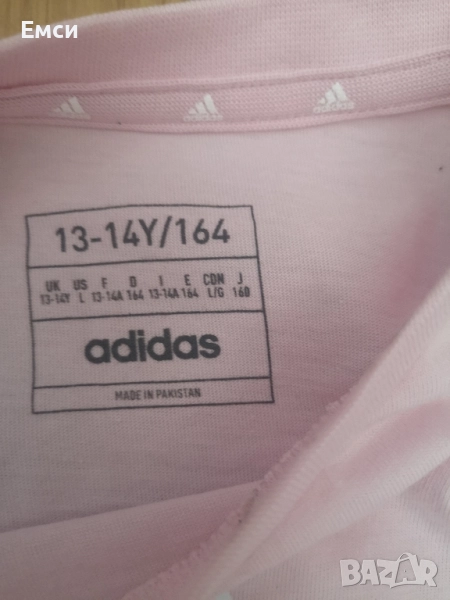 Емси
13-14Y/164
UK US F D I E CDN J
13-14Y L 13-14A 164 13-14A 164 L/G 160
adidas
MADE IN PAKISTAN
BAZAR